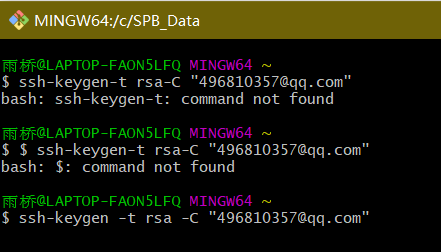 MINGW64:/c/SPB_Data
雨桥@LAPTOP-FAON5LFQ MINGW64 ~
$ ssh-keygen-t rsa-C "496810357@qq.com"
bash: ssh-keygen-t: command not found
雨桥@LAPTOP-FAON5LFQ MINGW64 ~
$ $ ssh-keygen-t rsa-C "496810357@qq.com"
bash: $: command not found
雨桥@LAPTOP-FAON5LFQ MINGW64 ~
$ ssh-keygen -t rsa -C "496810357@qq.com"